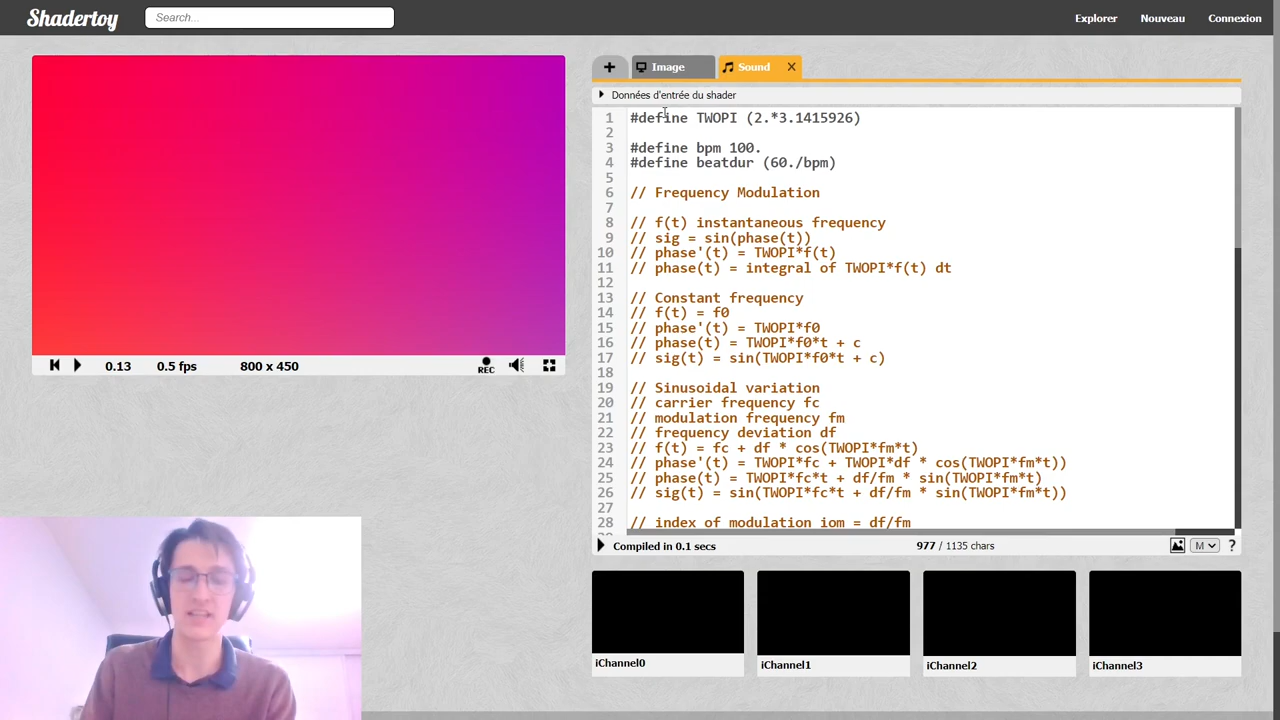 Shadertoy
Search...
Explorer
Nouveau
Connexion
Image
Sound
Données d'entrée du shader
1 #define TWOPI (2.*3.1415926)
2
3 #define bpm 100.
4 #define beatdur (60./bpm)
5
6 // Frequency Modulation
7
8 // f(t) instantaneous frequency
9 // sig = sin(phase(t))
10 // phase'(t) = TWOPI*f(t)
11 // phase(t) = integral of TWOPI*f(t) dt
12
13 // Constant frequency
14 // f(t) = f0
15 // phase'(t) = TWOPI*f0
16 // phase(t) = TWOPI*f0*t + c
17 // sig(t) = sin(TWOPI*f0*t + c)
18
19 // Sinusoidal variation
20 // carrier frequency fc
21 // modulation frequency fm
22 // frequency deviation df
23 // f(t) = fc + df * cos(TWOPI*fm*t)
24 // phase'(t) = TWOPI*fc + TWOPI*df * cos(TWOPI*fm*t))
25 // phase(t) = TWOPI*fc*t + df/fm * sin(TWOPI*fm*t)
26 // sig(t) = sin(TWOPI*fc*t + df/fm * sin(TWOPI*fm*t))
27
28 // index of modulation iom = df/fm
0.13
0.5 fps
800 x 450
REC
Compiled in 0.1 secs
977 / 1135 chars
M
?
iChannel0
iChannel1
iChannel2
iChannel3